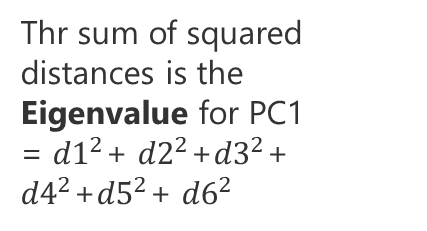 Thr sum of squared
distances is the
Eigenvalue for PC1
= d1² + d2² +d3² +
d4² +d5² + d6²